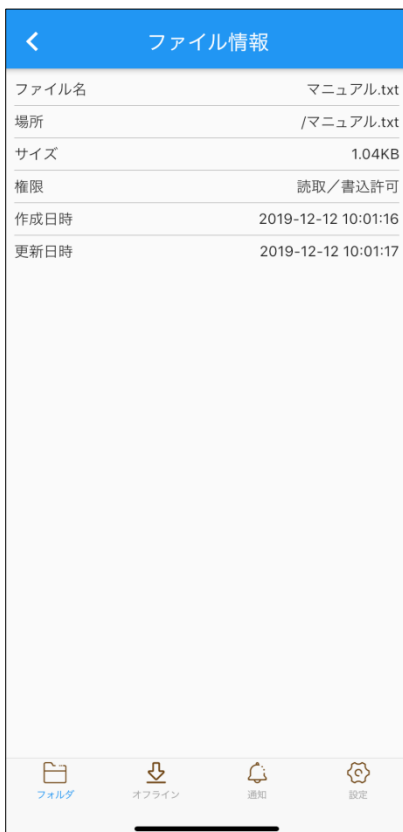 ファイル情報
ファイル名 マニュアル.txt
場所 /マニュアル.txt
サイズ 1.04KB
権限 読取／書込許可
作成日時 2019-12-12 10:01:16
更新日時 2019-12-12 10:01:17
フォルダ オフライン 通知 設定